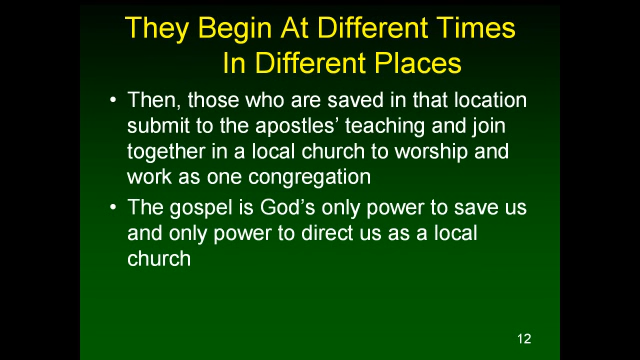 They Begin At Different Times
In Different Places
• Then, those who are saved in that location
submit to the apostles’ teaching and join
together in a local church to worship and
work as one congregation
• The gospel is God’s only power to save us
and only power to direct us as a local
church
12